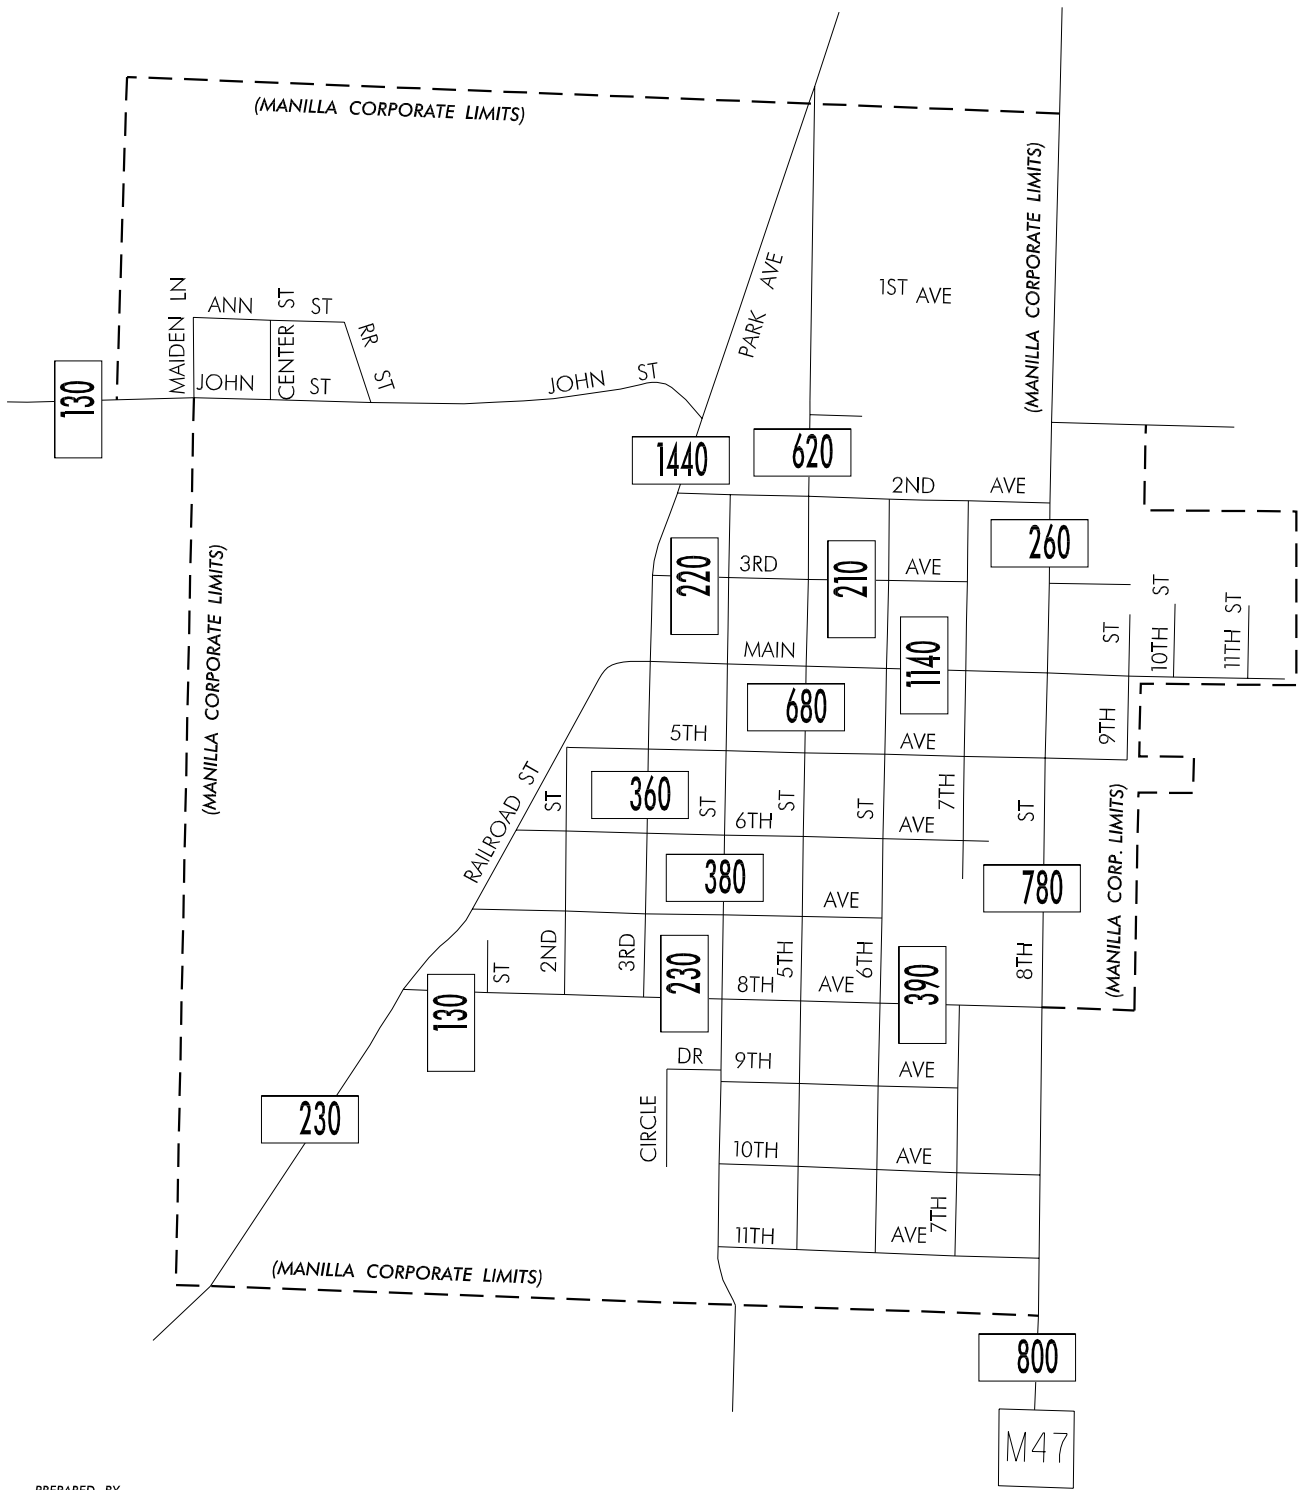 (MANILLA CORPORATE LIMITS)
(MANILLA CORPORATE LIMITS)
PARK AVE
1ST AVE
MAIDEN LN
ANN ST
CENTER ST
RR ST
JOHN ST
JOHN ST
130
1440
620
2ND AVE
260
220
3RD AVE
210
(MANILLA CORPORATE LIMITS)
MAIN
1140
ST
10TH ST
11TH ST
680
5TH AVE
9TH
RAILROAD ST
ST
360
ST
ST
ST
7TH
ST
6TH AVE
(MANILLA CORP. LIMITS)
380
780
AVE
ST
2ND
3RD
230
5TH
6TH
390
8TH
8TH AVE
130
DR
9TH AVE
CIRCLE
230
10TH AVE
7TH
11TH AVE
(MANILLA CORPORATE LIMITS)
800
M47
PREPARED BY